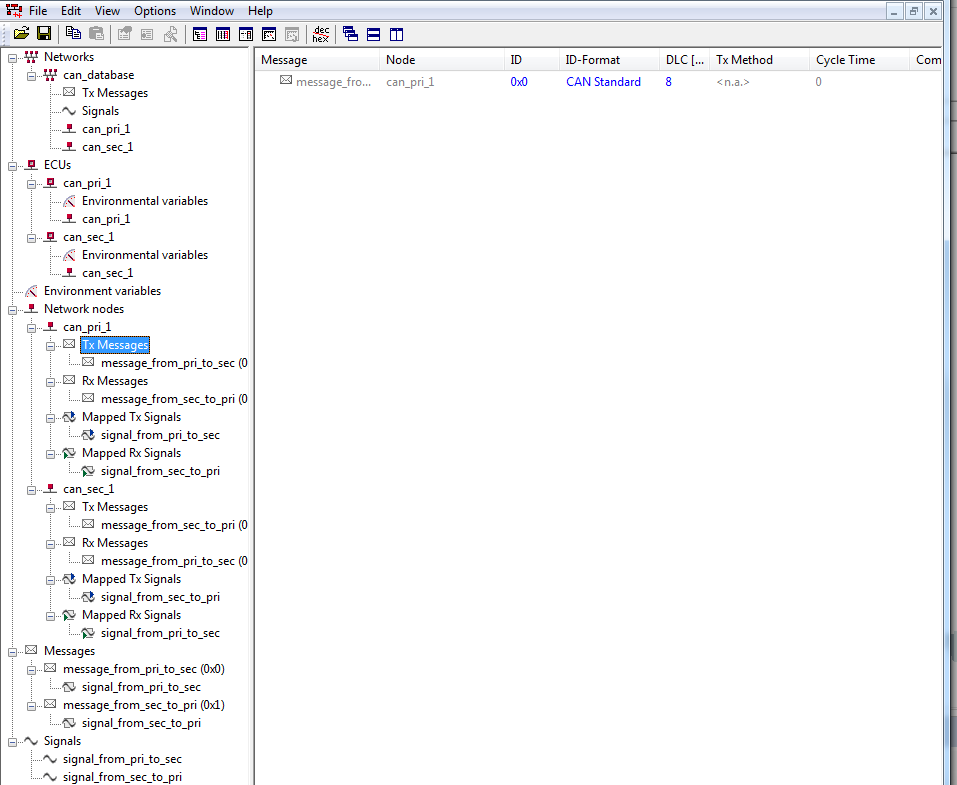 File Edit View Options Window Help
dec
hex
Networks
can_database
Tx Messages
Signals
can_pri_1
can_sec_1
ECUs
can_pri_1
Environmental variables
can_pri_1
can_sec_1
Environmental variables
can_sec_1
Environment variables
Network nodes
can_pri_1
Tx Messages
message_from_pri_to_sec (0
Rx Messages
message_from_sec_to_pri (0
Mapped Tx Signals
signal_from_pri_to_sec
Mapped Rx Signals
signal_from_sec_to_pri
can_sec_1
Tx Messages
message_from_sec_to_pri (0
Rx Messages
message_from_pri_to_sec (0
Mapped Tx Signals
signal_from_sec_to_pri
Mapped Rx Signals
signal_from_pri_to_sec
Messages
message_from_pri_to_sec (0x0)
signal_from_pri_to_sec
message_from_sec_to_pri (0x1)
signal_from_sec_to_pri
Signals
signal_from_pri_to_sec
signal_from_sec_to_pri
Message Node ID ID-Format DLC [... Tx Method Cycle Time Com
message_fro... can_pri_1 0x0 CAN Standard 8 <n.a.> 0